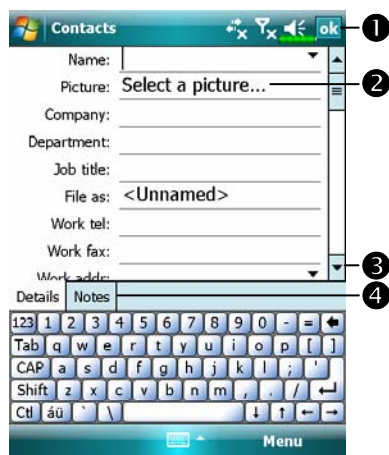 Contacts ok 1
Name:
Picture: Select a picture... 2
Company:
Department:
Job title:
File as: <Unnamed>
Work tel:
Work fax:
Work addr: 3
Details Notes 4
123 1 2 3 4 5 6 7 8 9 0 - =
Tab q w e r t y u i o p [ ]
CAP a s d f g h j k l ; '
Shift z x c v b n m , . /
Ctl áü ` \
Menu